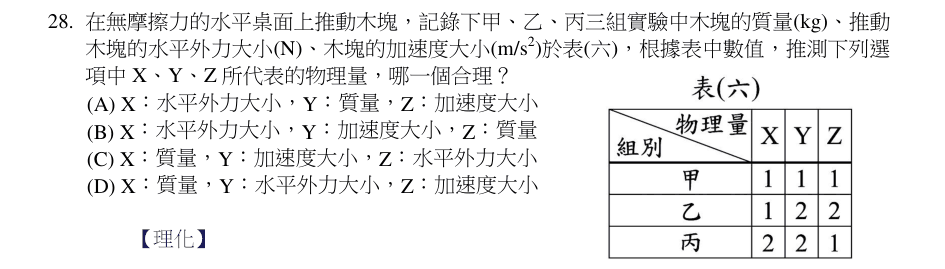 28. 在無摩擦力的水平桌面上推動木塊，記錄下甲、乙、丙三組實驗中木塊的質量(kg)、推動
木塊的水平外力大小(N)、木塊的加速度大小(m/s²)於表(六)，根據表中數值，推測下列選
項中 X、Y、Z 所代表的物理量，哪一個合理？
(A) X：水平外力大小，Y：質量，Z：加速度大小
(B) X：水平外力大小，Y：加速度大小，Z：質量
(C) X：質量，Y：加速度大小，Z：水平外力大小
(D) X：質量，Y：水平外力大小，Z：加速度大小
【理化】
表(六)
物理量 X Y Z
組別
甲 1 1 1
乙 1 2 2
丙 2 2 1